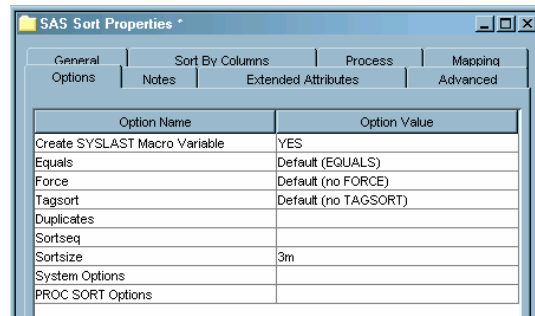 SAS Sort Properties *
General Sort By Columns Process Mapping
Options Notes Extended Attributes Advanced
Option Name Option Value
Create SYSLAST Macro Variable YES
Equals Default (EQUALS)
Force Default (no FORCE)
Tagsort Default (no TAGSORT)
Duplicates
Sortseq
Sortsize 3m
System Options
PROC SORT Options